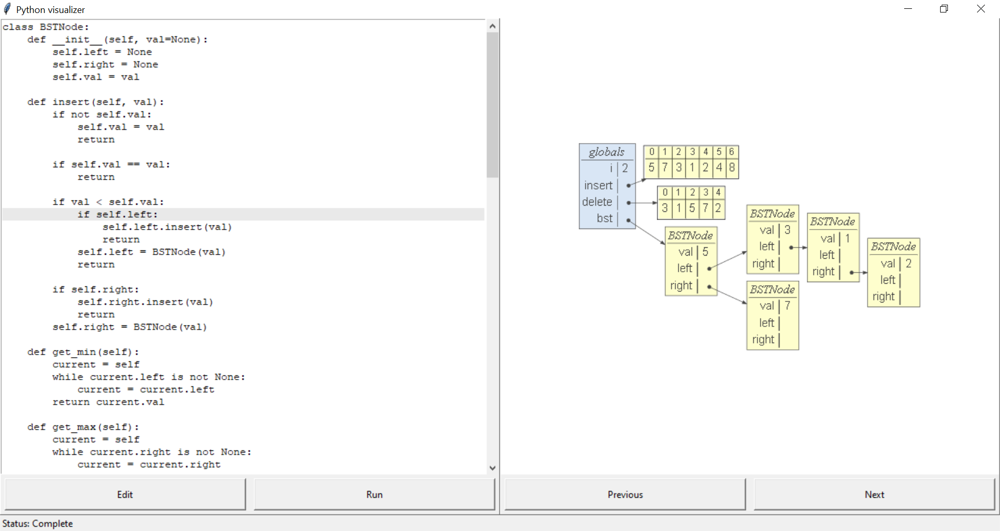 Python visualizer
class BSTNode:
    def __init__(self, val=None):
        self.left = None
        self.right = None
        self.val = val
    def insert(self, val):
        if not self.val:
            self.val = val
            return
        if self.val == val:
            return
        if val < self.val:
            if self.left:
                self.left.insert(val)
                return
            self.left = BSTNode(val)
            return
        if self.right:
            self.right.insert(val)
            return
        self.right = BSTNode(val)
    def get_min(self):
        current = self
        while current.left is not None:
            current = current.left
        return current.val
    def get_max(self):
        current = self
        while current.right is not None:
            current = current.right
globals
i 2
insert
delete
bst
0 1 2 3 4 5 6
5 7 3 1 2 4 8
0 1 2 3 4
3 1 5 7 2
BSTNode
val 5
left
right
BSTNode
val 3
left
right
BSTNode
val 1
left
right
BSTNode
val 2
left
right
BSTNode
val 7
left
right
Edit
Run
Previous
Next
Status: Complete